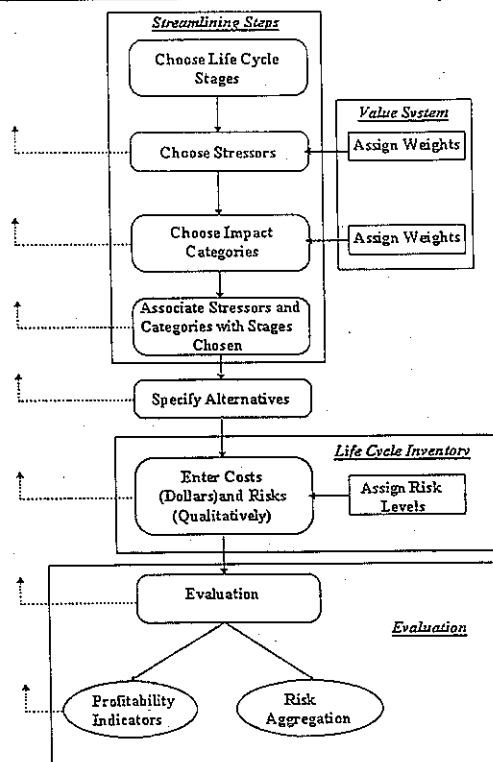 Streamlining Steps
Choose Life Cycle
Stages
Value System
Choose Stressors
Assign Weights
Choose Impact
Categories
Assign Weights
Associate Stressors and
Categories with Stages
Chosen
Specify Alternatives
Life Cycle Inventory
Enter Costs
(Dollars)and Risks
(Qualitatively)
Assign Risk
Levels
Evaluation
Evaluation
Profitability
Indicators
Risk
Aggregation